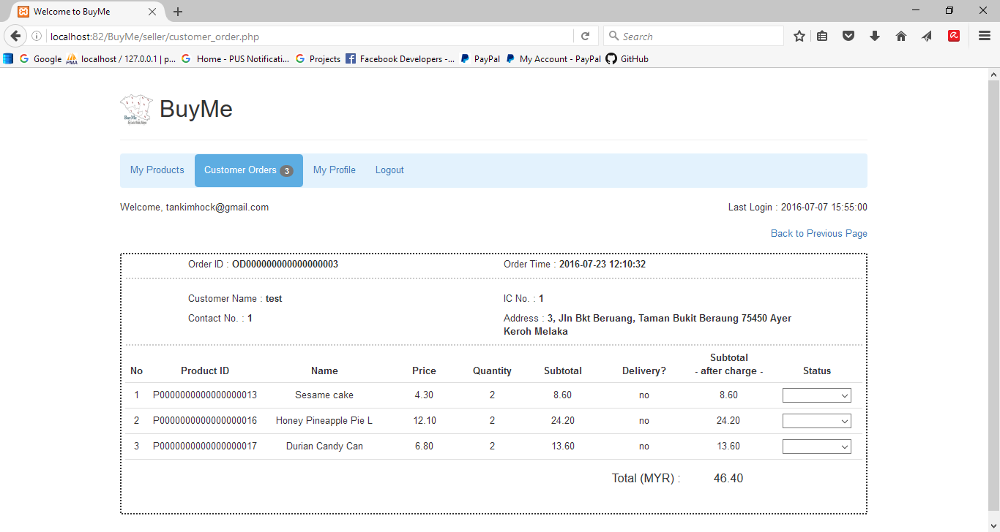 Welcome to BuyMe
localhost:82/BuyMe/seller/customer_order.php
Search
Google localhost / 127.0.0.1 | p... Home - PUS Notificati... Projects Facebook Developers -... PayPal My Account - PayPal GitHub
BuyMe
My Products Customer Orders 3 My Profile Logout
Welcome, tankimhock@gmail.com Last Login : 2016-07-07 15:55:00
Back to Previous Page
Order ID : OD000000000000000003 Order Time : 2016-07-23 12:10:32
Customer Name : test IC No. : 1
Contact No. : 1 Address : 3, Jln Bkt Beruang, Taman Bukit Beraung 75450 Ayer
Keroh Melaka
No Product ID Name Price Quantity Subtotal Delivery? Subtotal
- after charge - Status
1 P0000000000000000013 Sesame cake 4.30 2 8.60 no 8.60
2 P0000000000000000016 Honey Pineapple Pie L 12.10 2 24.20 no 24.20
3 P0000000000000000017 Durian Candy Can 6.80 2 13.60 no 13.60
Total (MYR) : 46.40